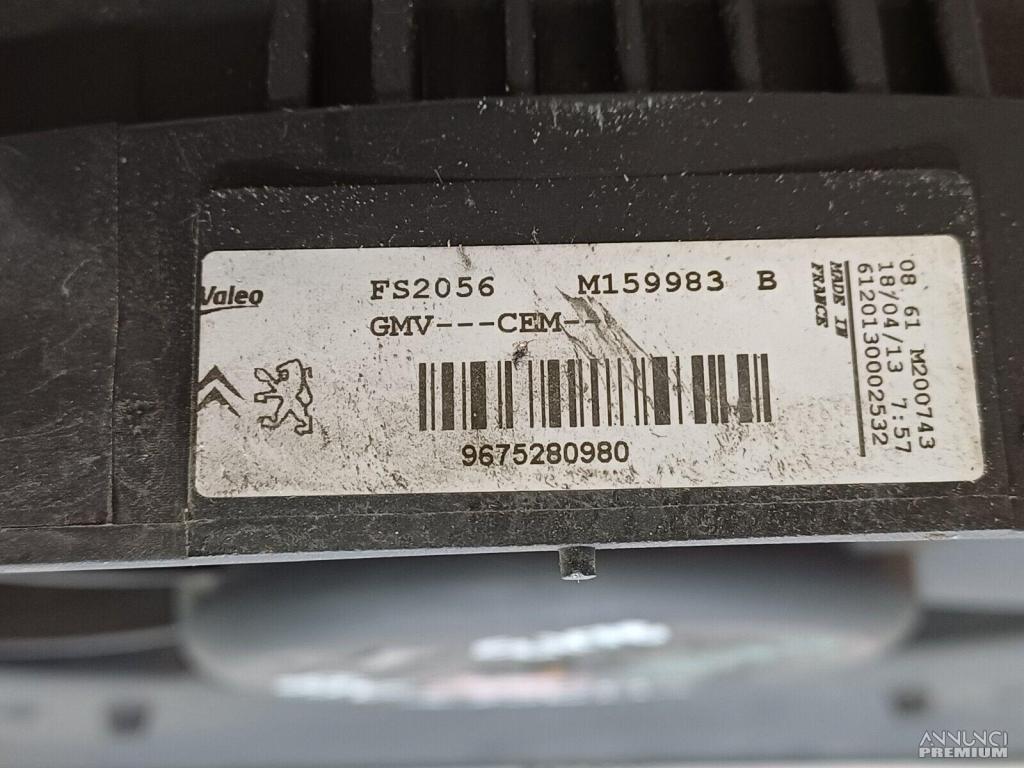 Valeo
FS2056 M159983 B
GMV---CEM--
9675280980
MADE IN
FRANCE
08 61 M200743
18/04/13 7:57
6120130002532
ANNUNCI
PREMIUM